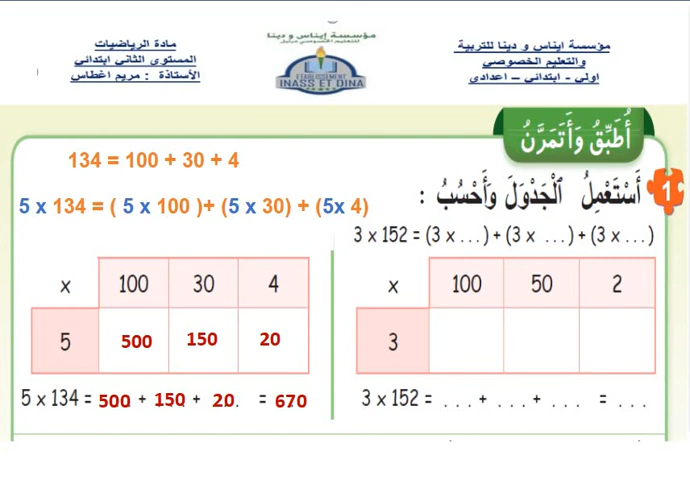 مؤسسة ايناس و دينا للتربية
والتعليم الخصوصي
اولي - ابتدائي – اعدادي
مؤسسة إيناس و دينا
ETABLISSEMENT
INASS ET DINA
مادة الرياضيات
المستوى الثاني ابتدائي
الأستاذة : مريم اغطاس
أُطَبِّقُ وَأَتَمَرَّنُ
1 أَسْتَعْمِلُ ٱلْجَدْوَلَ وَأَحْسُبُ :
134 = 100 + 30 + 4
5 x 134 = ( 5 x 100 )+ (5 x 30) + (5x 4)
x 100 30 4
5 500 150 20
5 x 134 = 500 + 150 + 20. = 670
3 x 152 = (3 x ...) + (3 x ...) + (3 x ...)
x 100 50 2
3
3 x 152 = ... + ... + ... = ...